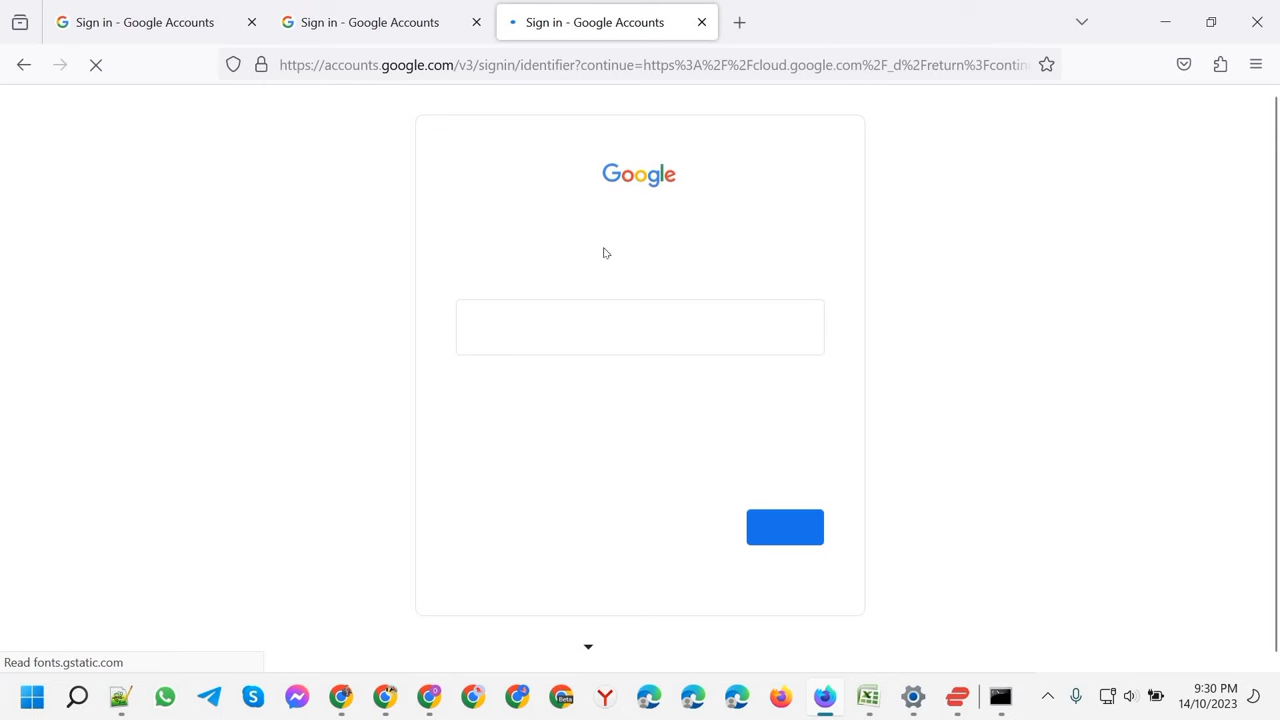 Sign in - Google Accounts
Sign in - Google Accounts
Sign in - Google Accounts
https://accounts.google.com/v3/signin/identifier?continue=https%3A%2F%2Fcloud.google.com%2F_d%2Freturn%3Fcontin
Google
Read fonts.gstatic.com
Beta
9:30 PM
14/10/2023